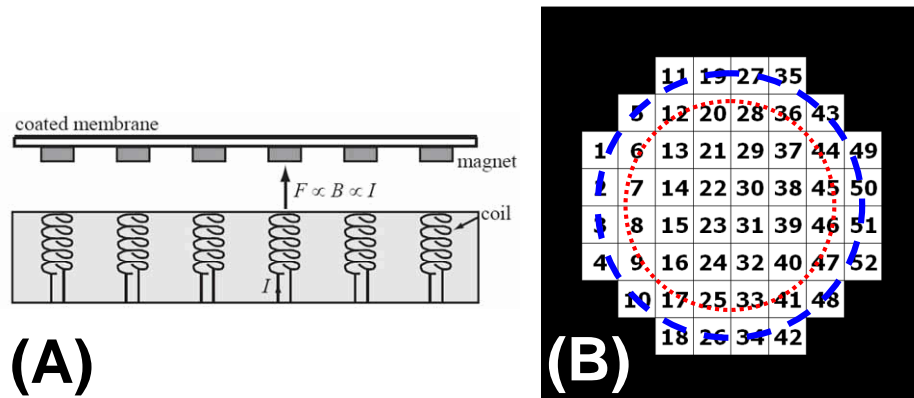 coated membrane
magnet
F ∝ B ∝ I
coil
I
(A)
11 19 27 35
5 12 20 28 36 43
1 6 13 21 29 37 44 49
2 7 14 22 30 38 45 50
3 8 15 23 31 39 46 51
4 9 16 24 32 40 47 52
10 17 25 33 41 48
18 26 34 42
(B)